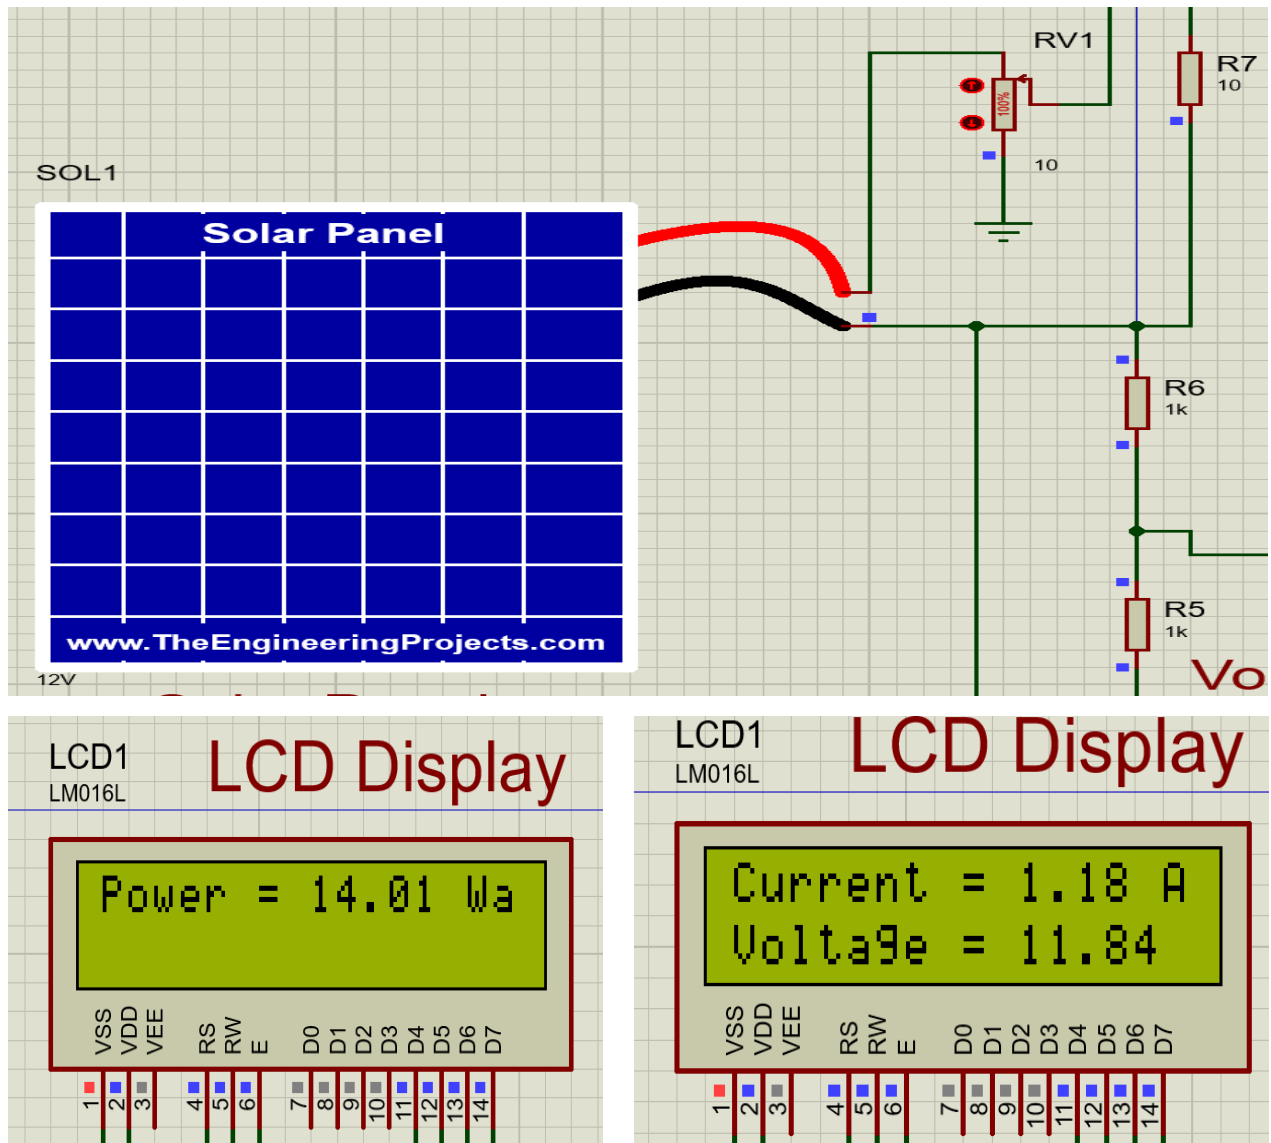 RV1
R7
10
100%
10
SOL1
Solar Panel
R6
1k
R5
1k
www.TheEngineeringProjects.com
12V
Vo
LCD1
LM016L
LCD Display
Power = 14.01 Wa
VSS
VDD
VEE
RS
RW
E
D0
D1
D2
D3
D4
D5
D6
D7
1
2
3
4
5
6
7
8
9
10
11
12
13
14
LCD1
LM016L
LCD Display
Current = 1.18 A
Voltage = 11.84
VSS
VDD
VEE
RS
RW
E
D0
D1
D2
D3
D4
D5
D6
D7
1
2
3
4
5
6
7
8
9
10
11
12
13
14